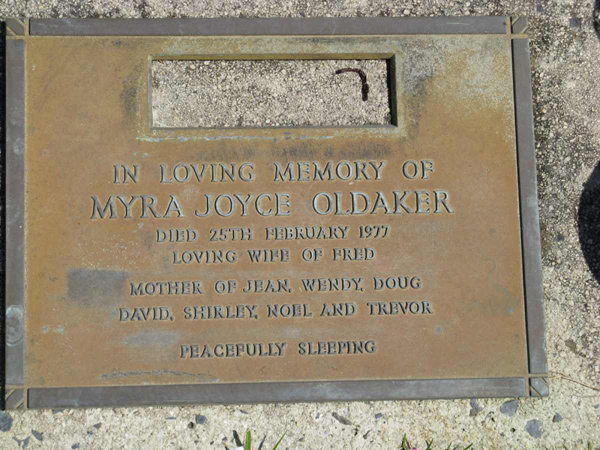 IN LOVING MEMORY OF
MYRA JOYCE OLDAKER
DIED 25TH FEBRUARY 1977
LOVING WIFE OF FRED
MOTHER OF JEAN, WENDY, DOUG
DAVID, SHIRLEY, NOEL AND TREVOR
PEACEFULLY SLEEPING